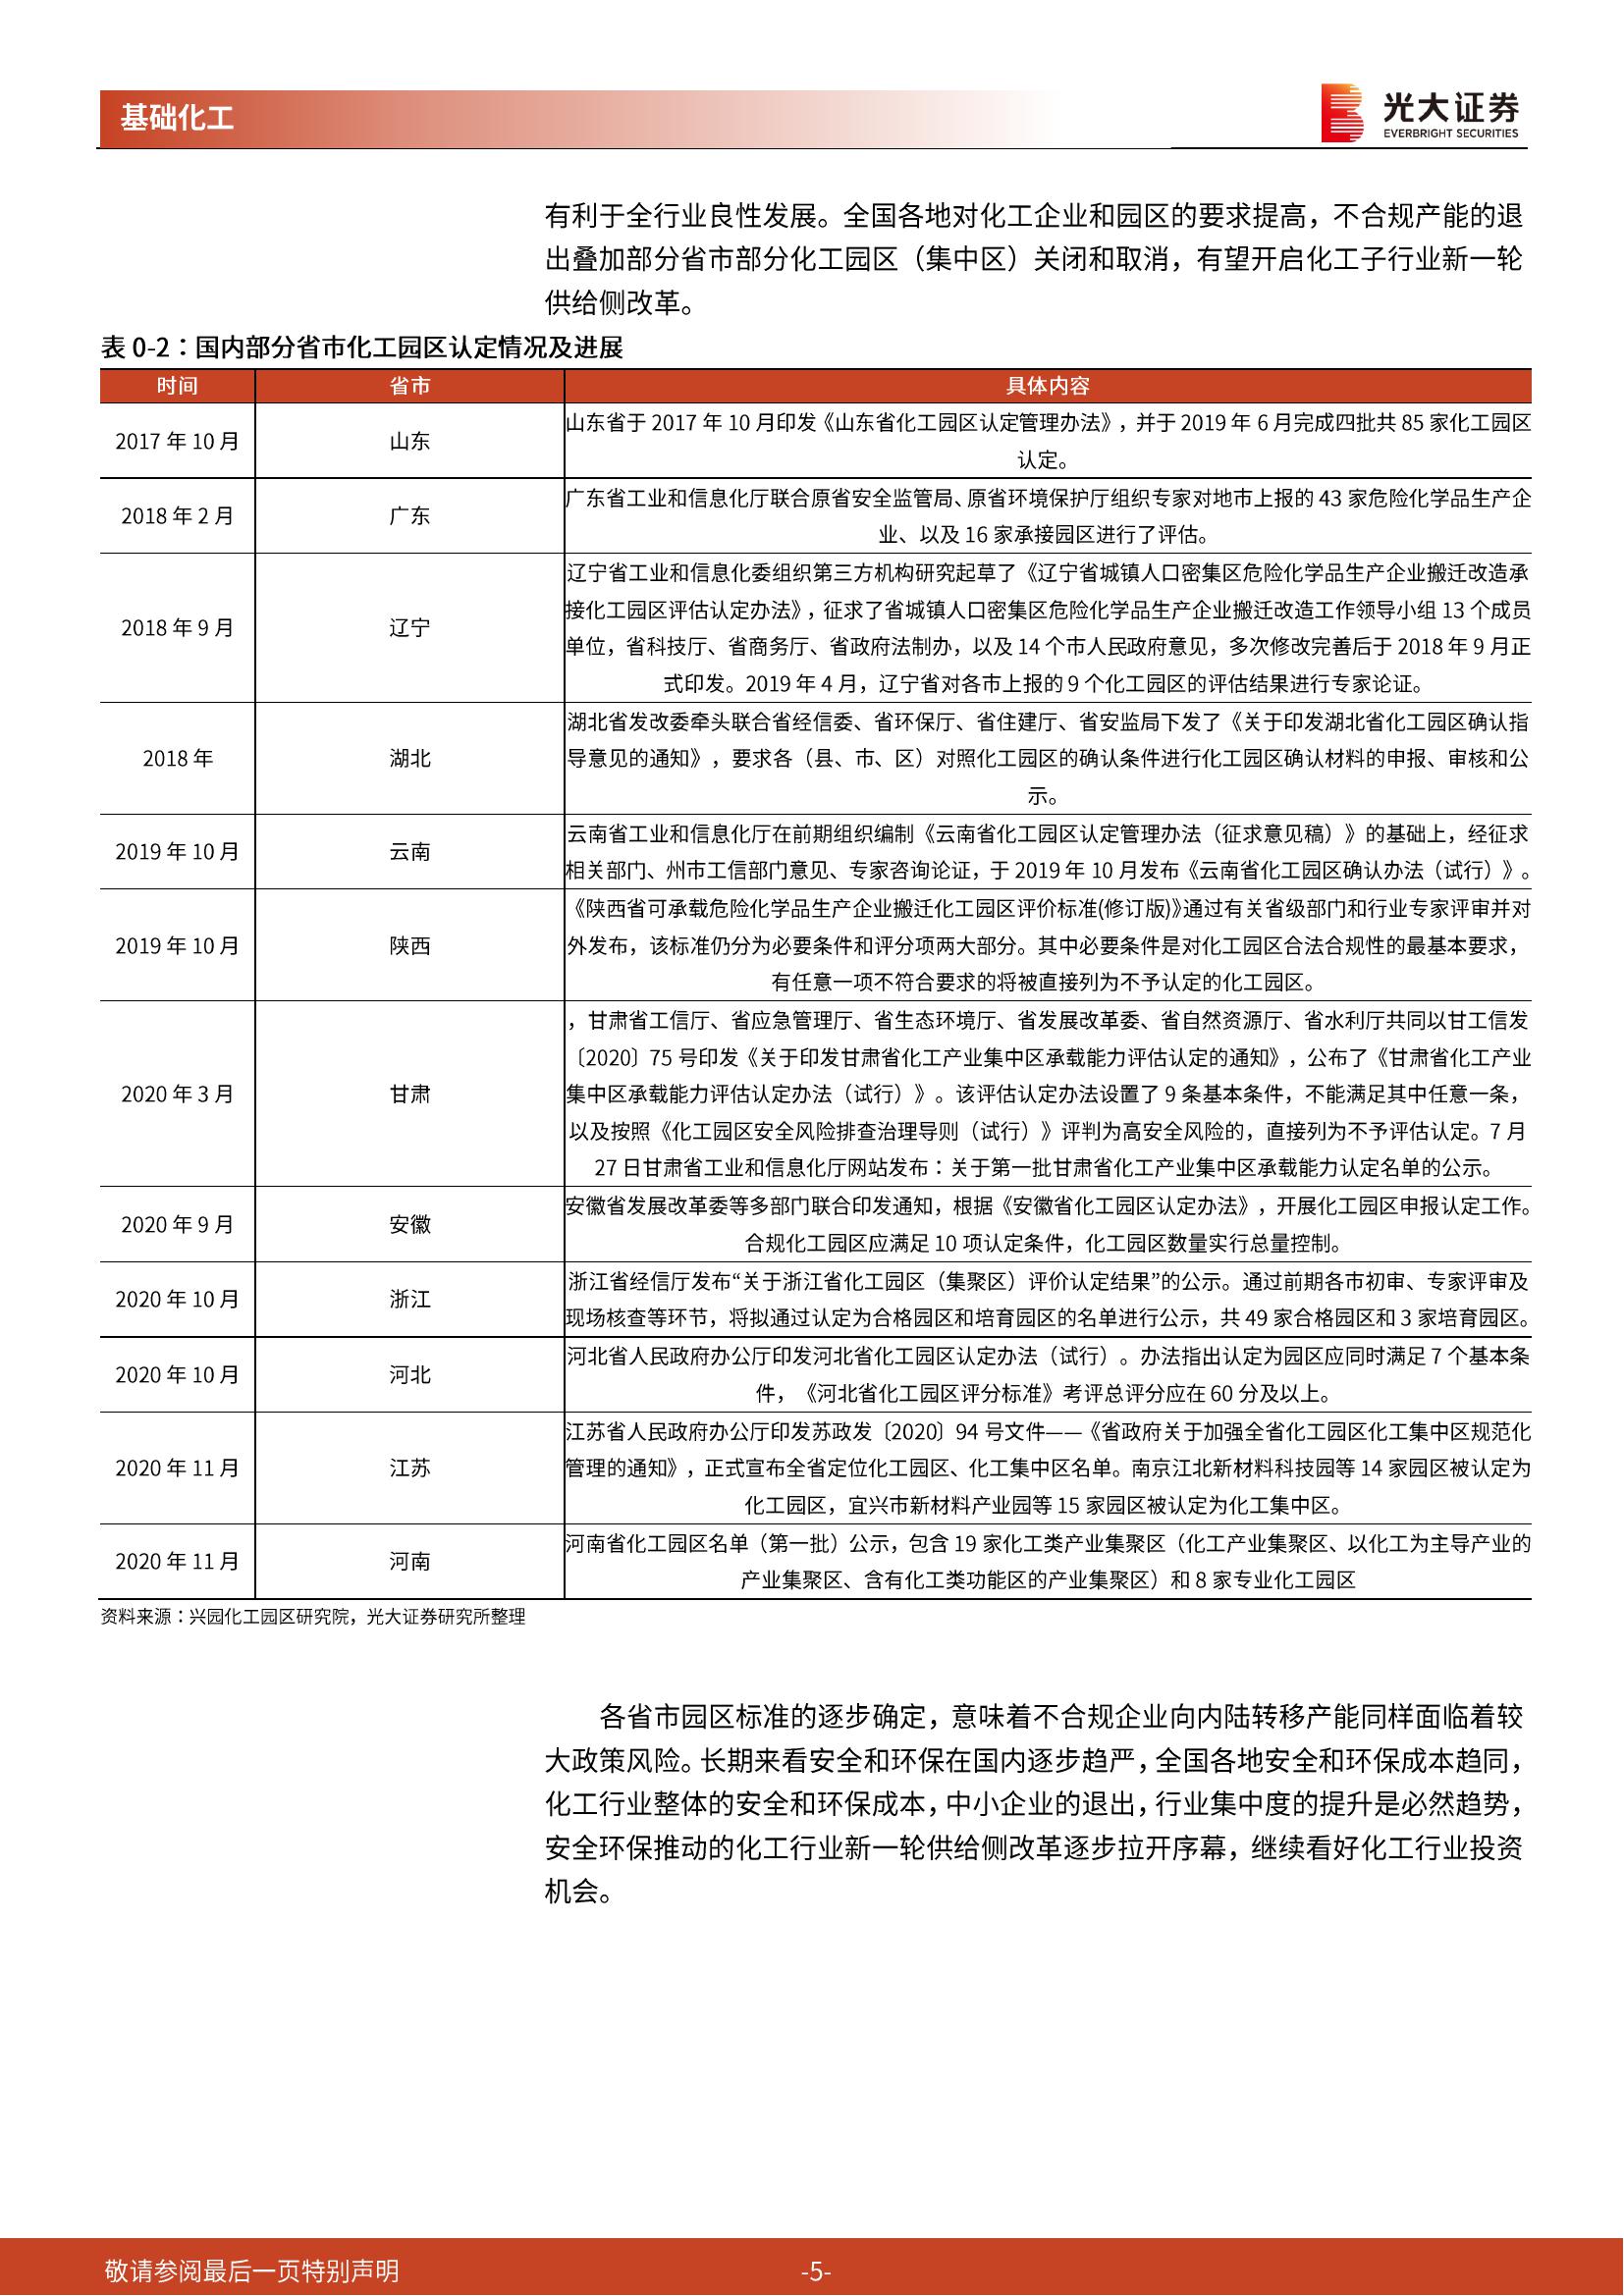 基础化工
光大证券
EVERBRIGHT SECURITIES
有利于全行业良性发展。全国各地对化工企业和园区的要求提高，不合规产能的退
出叠加部分省市部分化工园区（集中区）关闭和取消，有望开启化工子行业新一轮
供给侧改革。
表 0-2：国内部分省市化工园区认定情况及进展
时间 省市 具体内容
2017 年 10 月 山东 山东省于 2017 年 10 月印发《山东省化工园区认定管理办法》，并于 2019 年 6 月完成四批共 85 家化工园区
认定。
2018 年 2 月 广东 广东省工业和信息化厅联合原省安全监管局、原省环境保护厅组织专家对地市上报的 43 家危险化学品生产企
业、以及 16 家承接园区进行了评估。
2018 年 9 月 辽宁 辽宁省工业和信息化委组织第三方机构研究起草了《辽宁省城镇人口密集区危险化学品生产企业搬迁改造承
接化工园区评估认定办法》，征求了省城镇人口密集区危险化学品生产企业搬迁改造工作领导小组 13 个成员
单位，省科技厅、省商务厅、省政府法制办，以及 14 个市人民政府意见，多次修改完善后于 2018 年 9 月正
式印发。2019 年 4 月，辽宁省对各市上报的 9 个化工园区的评估结果进行专家论证。
2018 年 湖北 湖北省发改委牵头联合省经信委、省环保厅、省住建厅、省安监局下发了《关于印发湖北省化工园区确认指
导意见的通知》，要求各（县、市、区）对照化工园区的确认条件进行化工园区确认材料的申报、审核和公
示。
2019 年 10 月 云南 云南省工业和信息化厅在前期组织编制《云南省化工园区认定管理办法（征求意见稿）》的基础上，经征求
相关部门、州市工信部门意见、专家咨询论证，于 2019 年 10 月发布《云南省化工园区确认办法（试行）》。
2019 年 10 月 陕西 《陕西省可承载危险化学品生产企业搬迁化工园区评价标准(修订版)》通过有关省级部门和行业专家评审并对
外发布，该标准仍分为必要条件和评分项两大部分。其中必要条件是对化工园区合法合规性的最基本要求，
有任意一项不符合要求的将被直接列为不予认定的化工园区。
2020 年 3 月 甘肃 ，甘肃省工信厅、省应急管理厅、省生态环境厅、省发展改革委、省自然资源厅、省水利厅共同以甘工信发
〔2020〕75 号印发《关于印发甘肃省化工产业集中区承载能力评估认定的通知》，公布了《甘肃省化工产业
集中区承载能力评估认定办法（试行）》。该评估认定办法设置了 9 条基本条件，不能满足其中任意一条，
以及按照《化工园区安全风险排查治理导则（试行）》评判为高安全风险的，直接列为不予评估认定。7 月
27 日甘肃省工业和信息化厅网站发布：关于第一批甘肃省化工产业集中区承载能力认定名单的公示。
2020 年 9 月 安徽 安徽省发展改革委等多部门联合印发通知，根据《安徽省化工园区认定办法》，开展化工园区申报认定工作。
合规化工园区应满足 10 项认定条件，化工园区数量实行总量控制。
2020 年 10 月 浙江 浙江省经信厅发布“关于浙江省化工园区（集聚区）评价认定结果”的公示。通过前期各市初审、专家评审及
现场核查等环节，将拟通过认定为合格园区和培育园区的名单进行公示，共 49 家合格园区和 3 家培育园区。
2020 年 10 月 河北 河北省人民政府办公厅印发河北省化工园区认定办法（试行）。办法指出认定为园区应同时满足 7 个基本条
件，《河北省化工园区评分标准》考评总评分应在 60 分及以上。
2020 年 11 月 江苏 江苏省人民政府办公厅印发苏政发〔2020〕94 号文件——《省政府关于加强全省化工园区化工集中区规范化
管理的通知》，正式宣布全省定位化工园区、化工集中区名单。南京江北新材料科技园等 14 家园区被认定为
化工园区，宜兴市新材料产业园等 15 家园区被认定为化工集中区。
2020 年 11 月 河南 河南省化工园区名单（第一批）公示，包含 19 家化工类产业集聚区（化工产业集聚区、以化工为主导产业的
产业集聚区、含有化工类功能区的产业集聚区）和 8 家专业化工园区
资料来源：兴园化工园区研究院，光大证券研究所整理
各省市园区标准的逐步确定，意味着不合规企业向内陆转移产能同样面临着较
大政策风险。长期来看安全和环保在国内逐步趋严，全国各地安全和环保成本趋同，
化工行业整体的安全和环保成本，中小企业的退出，行业集中度的提升是必然趋势，
安全环保推动的化工行业新一轮供给侧改革逐步拉开序幕，继续看好化工行业投资
机会。
敬请参阅最后一页特别声明 -5-